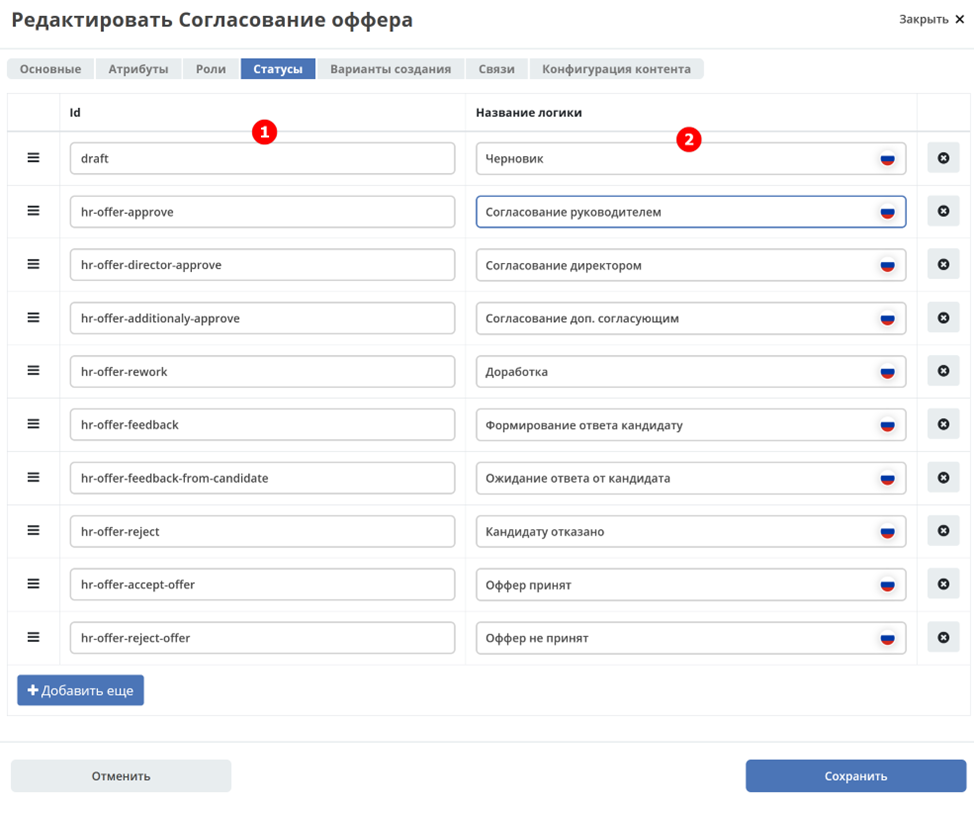 Редактировать Согласование оффера
Закрыть
Основные Атрибуты Роли Статусы Варианты создания Связи Конфигурация контента
Id Название логики
1
2
draft Черновик
hr-offer-approve Согласование руководителем
hr-offer-director-approve Согласование директором
hr-offer-additionaly-approve Согласование доп. согласующим
hr-offer-rework Доработка
hr-offer-feedback Формирование ответа кандидату
hr-offer-feedback-from-candidate Ожидание ответа от кандидата
hr-offer-reject Кандидату отказано
hr-offer-accept-offer Оффер принят
hr-offer-reject-offer Оффер не принят
Добавить еще
Отменить Сохранить